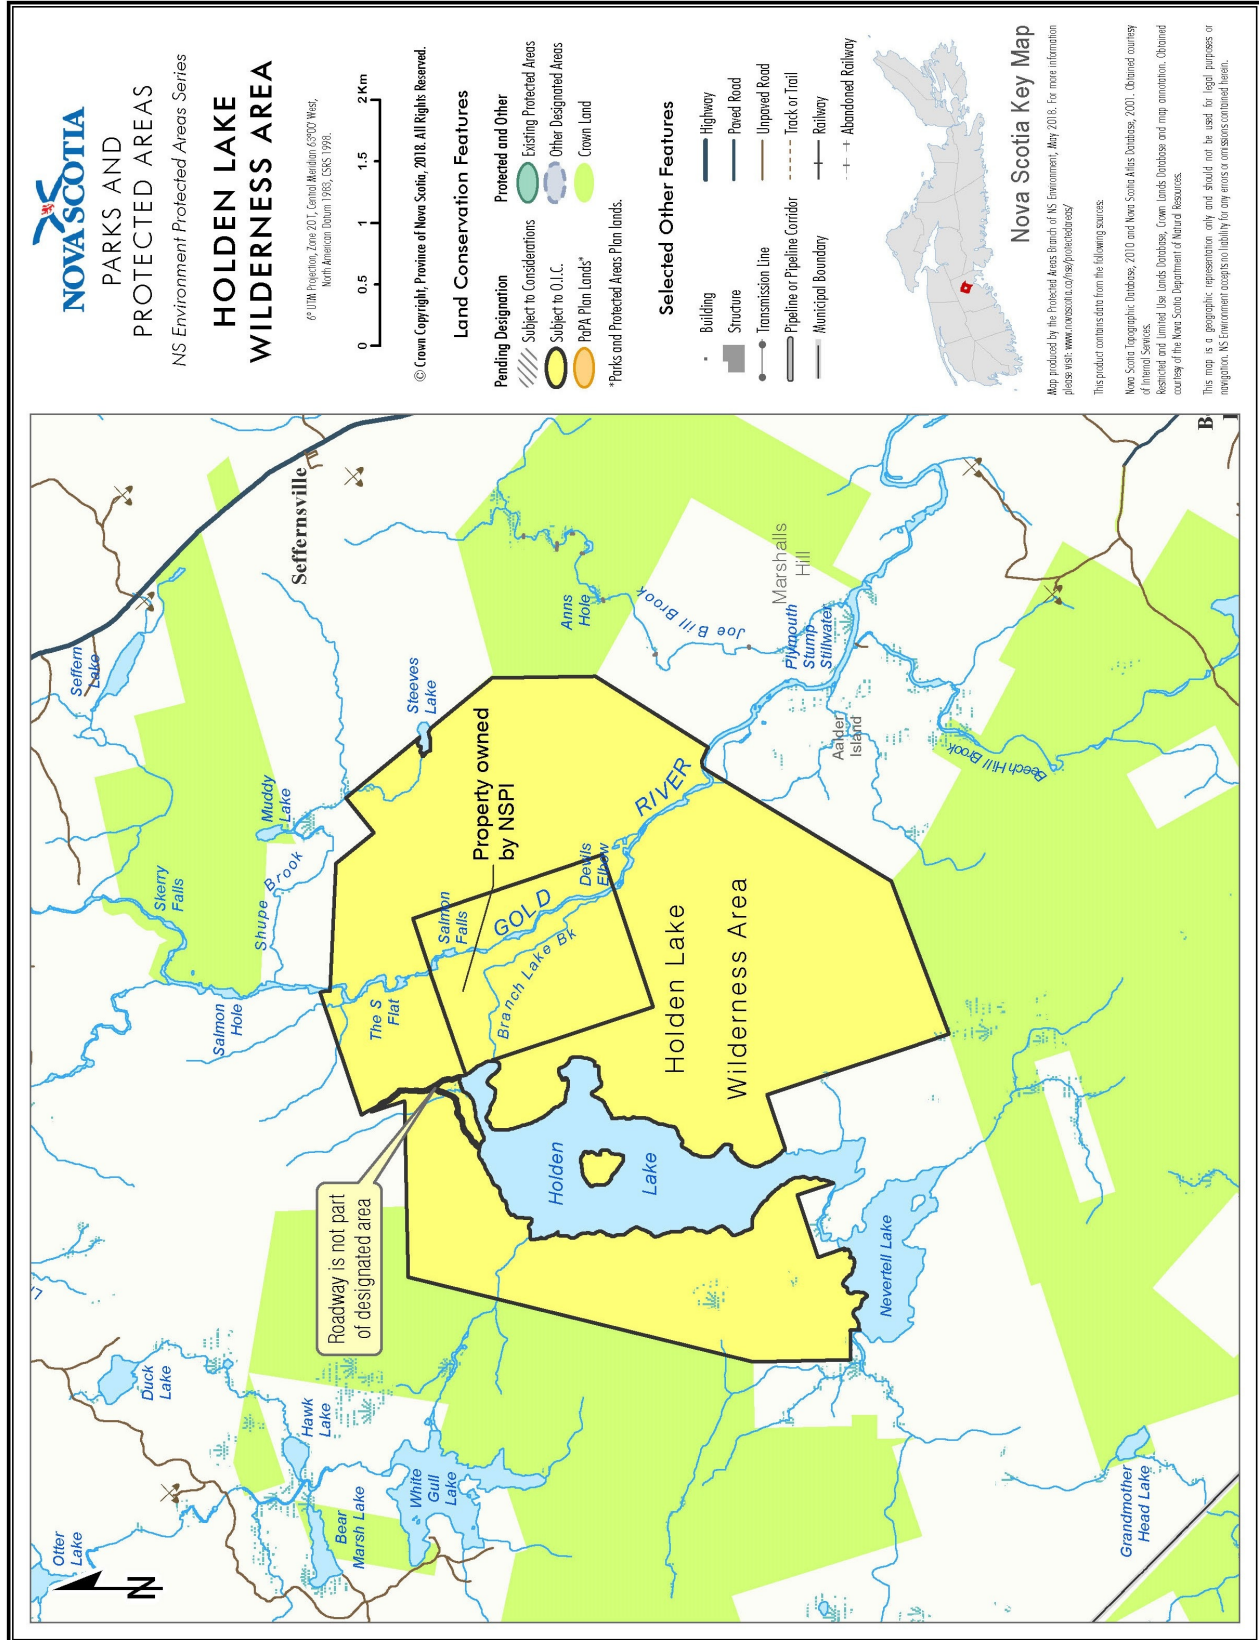 NOVA SCOTIA
PARKS AND
PROTECTED AREAS
NS Environment Protected Areas Series
HOLDEN LAKE
WILDERNESS AREA
6º UTM Projection, Zone 20T, Central Meridian 63º00' West,
North American Datum 1983, CSRS 1998.
0 0.5 1 1.5 2 Km
© Crown Copyright, Province of Nova Scotia, 2018. All Rights Reserved.
Land Conservation Features
Pending Designation
Subject to Considerations
Subject to O.I.C.
PaPA Plan Lands*
Protected and Other
Existing Protected Areas
Other Designated Areas
Crown Land
*Parks and Protected Areas Plan lands.
Selected Other Features
Building
Structure
Transmission Line
Pipeline or Pipeline Corridor
Municipal Boundary
Highway
Paved Road
Unpaved Road
Track or Trail
Railway
Abandoned Railway
Nova Scotia Key Map
Map produced by the Protected Areas Branch of NS Environment, May 2018. For more information
please visit: www.novascotia.ca/nse/protectedareas/
This product contains data from the following sources:
Nova Scotia Topographic Database, 2010 and Nova Scotia Atlas Database, 2001. Obtained courtesy
of Internal Services.
Restricted and Limited Use Lands Database, Crown Lands Database and map annotation. Obtained
courtesy of the Nova Scotia Department of Natural Resources.
This map is a geographic representation only and should not be used for legal purposes or
navigation. NS Environment accepts no liability for any errors or omissions contained herein.
Otter
Lake
N
Duck
Lake
Hawk
Lake
Bear
Marsh Lake
White
Gull
Lake
Grandmother
Head Lake
Roadway is not part
of designated area
Holden
Lake
Nevertell Lake
Salmon
Hole
Skerry
Falls
Shupe Brook
Muddy
Lake
Seffern
Lake
Seffernsville
Steeves
Lake
The S
Flat
Salmon
Falls
Branch Lake Bk
Property owned
by NSPI
GOLD RIVER
Devils
Elbow
Holden Lake
Wilderness Area
Anns
Hole
Joe Bill Brook
Marshalls
Hill
Plymouth
Stump
Stillwater
Aalder
Island
Beech Hill Brook
B